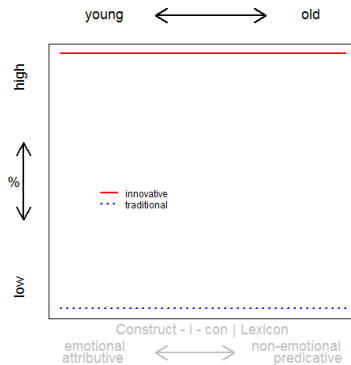 young old
high
%
innovative
traditional
low
Construct - i - con | Lexicon
emotional non-emotional
attributive predicative